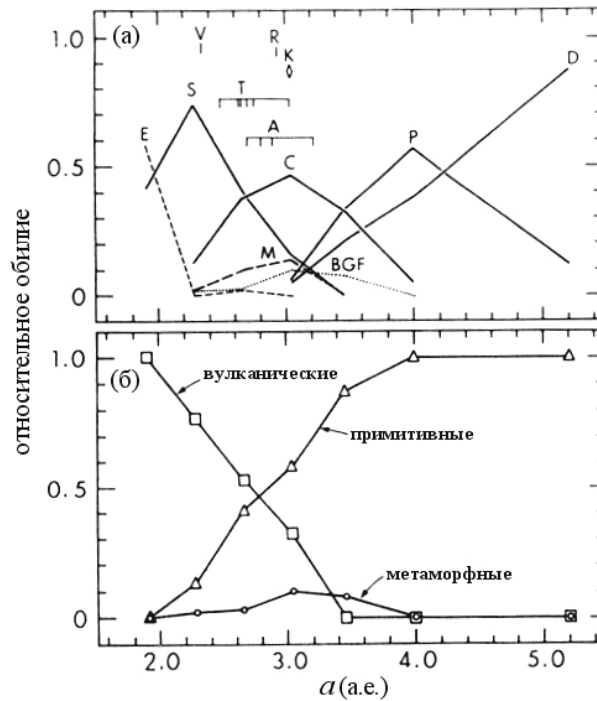 (а)
V
R
K
D
S
T
P
E
A
C
M
BGF
1.0
0.5
0
(б)
вулканические
примитивные
метаморфные
1.0
0.5
0
относительное обилие
2.0 3.0 4.0 5.0
a (а.е.)